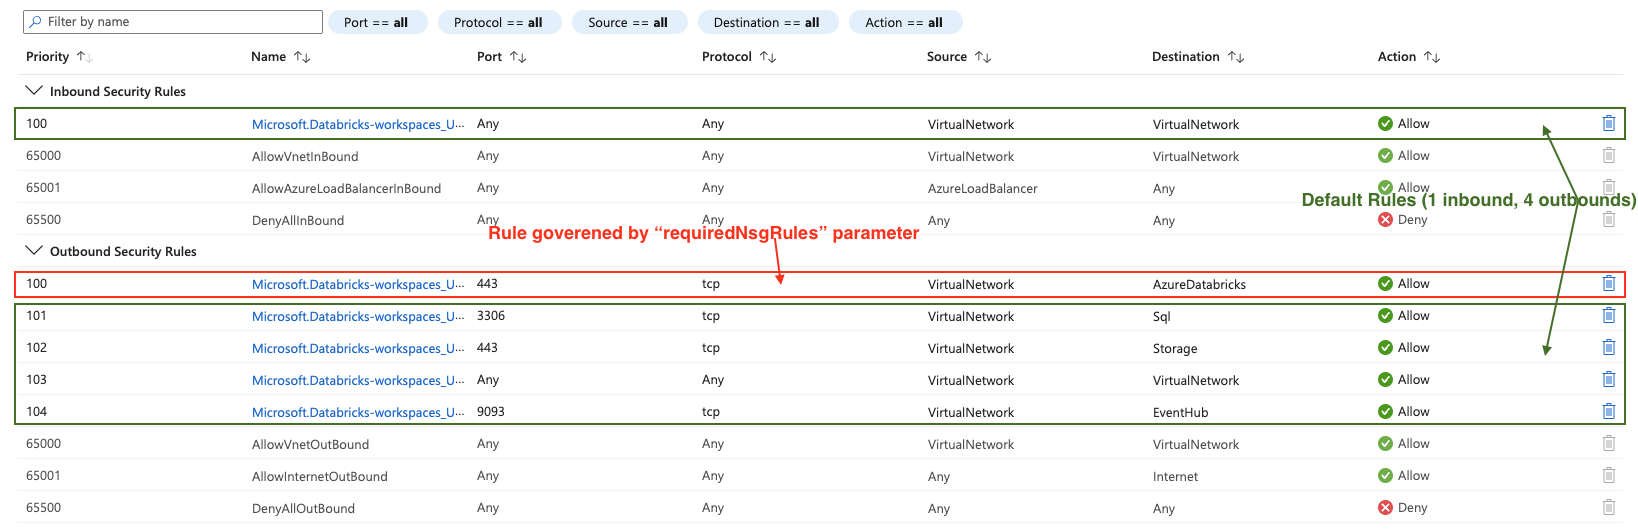 Filter by name Port == all Protocol == all Source == all Destination == all Action == all
Priority Name Port Protocol Source Destination Action
Inbound Security Rules
100 Microsoft.Databricks-workspaces_U... Any Any VirtualNetwork VirtualNetwork Allow
65000 AllowVnetInBound Any Any VirtualNetwork VirtualNetwork Allow
65001 AllowAzureLoadBalancerInBound Any Any AzureLoadBalancer Any Allow
Default Rules (1 inbound, 4 outbounds)
65500 DenyAllInBound Any Any Any Any Deny
Rule goverened by “requiredNsgRules” parameter
Outbound Security Rules
100 Microsoft.Databricks-workspaces_U... 443 tcp VirtualNetwork AzureDatabricks Allow
101 Microsoft.Databricks-workspaces_U... 3306 tcp VirtualNetwork Sql Allow
102 Microsoft.Databricks-workspaces_U... 443 tcp VirtualNetwork Storage Allow
103 Microsoft.Databricks-workspaces_U... Any Any VirtualNetwork VirtualNetwork Allow
104 Microsoft.Databricks-workspaces_U... 9093 tcp VirtualNetwork EventHub Allow
65000 AllowVnetOutBound Any Any VirtualNetwork VirtualNetwork Allow
65001 AllowInternetOutBound Any Any Any Internet Allow
65500 DenyAllOutBound Any Any Any Any Deny